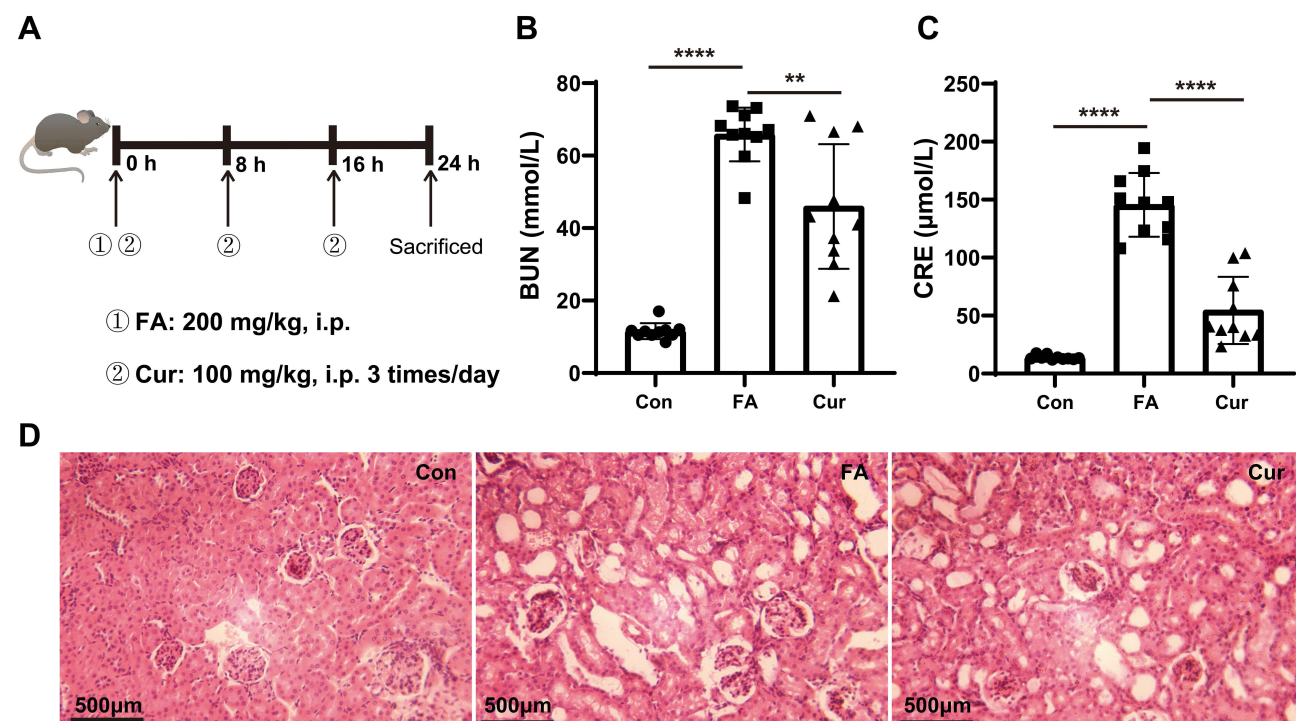 A
0 h
8 h
16 h
24 h
① ②
②
②
Sacrificed
① FA: 200 mg/kg, i.p.
② Cur: 100 mg/kg, i.p. 3 times/day
B
****
**
BUN (mmol/L)
80
60
40
20
0
Con
FA
Cur
C
****
****
CRE (μmol/L)
250
200
150
100
50
0
Con
FA
Cur
D
Con
500μm
FA
500μm
Cur
500μm